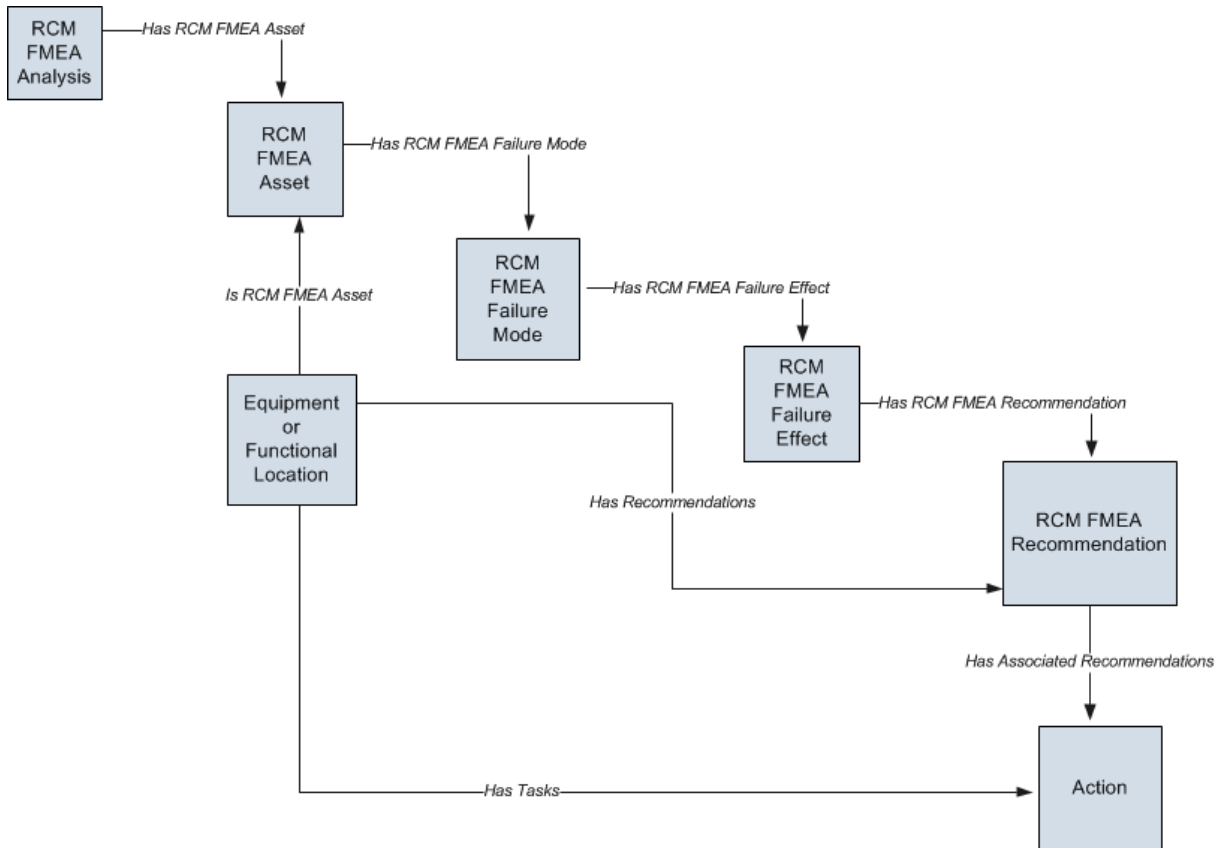 RCM
FMEA
Analysis
Has RCM FMEA Asset
RCM
FMEA
Asset
Has RCM FMEA Failure Mode
RCM
FMEA
Failure
Mode
Has RCM FMEA Failure Effect
Is RCM FMEA Asset
RCM
FMEA
Failure
Effect
Has RCM FMEA Recommendation
Equipment
or
Functional
Location
Has Recommendations
RCM FMEA
Recommendation
Has Associated Recommendations
Has Tasks
Action